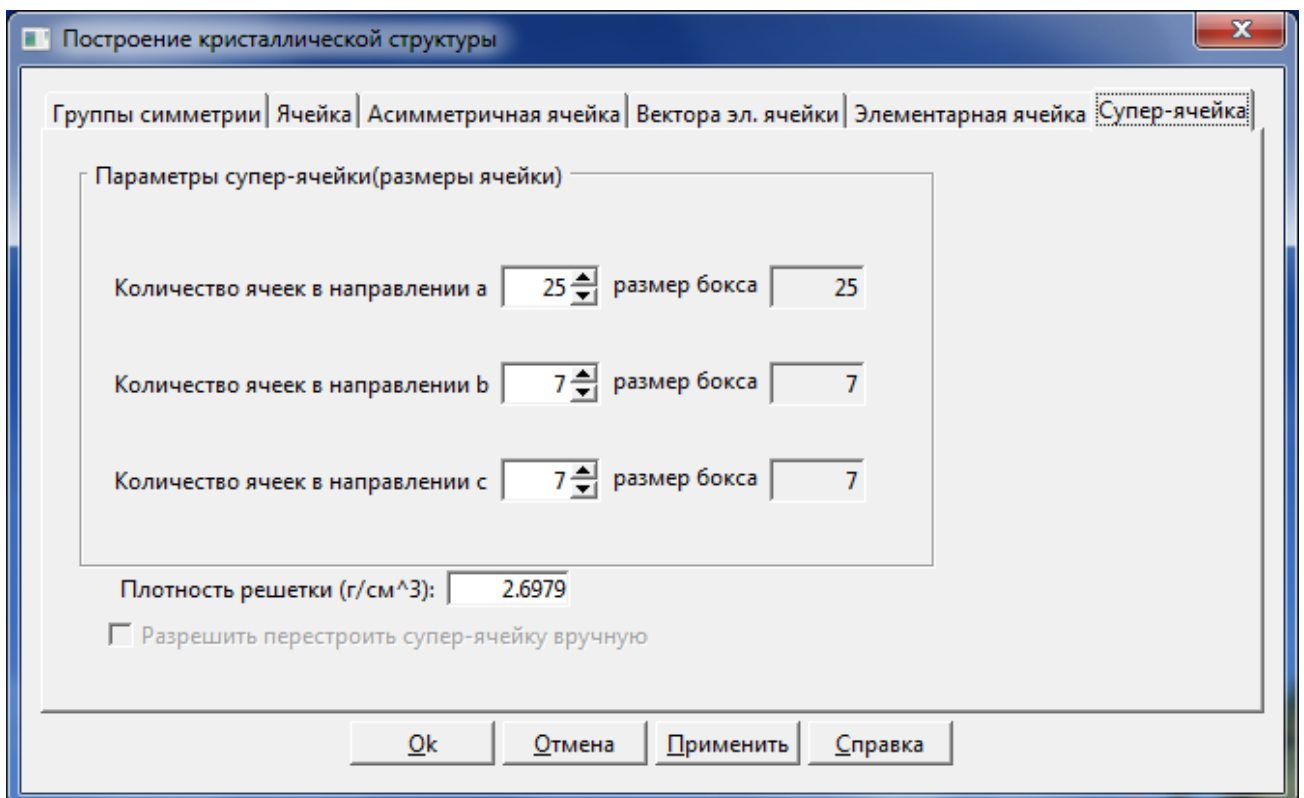 Построение кристаллической структуры
Группы симметрии Ячейка Асимметричная ячейка Вектора эл. ячейки Элементарная ячейка Супер-ячейка
Параметры супер-ячейки(размеры ячейки)
Количество ячеек в направлении a 25 размер бокса 25
Количество ячеек в направлении b 7 размер бокса 7
Количество ячеек в направлении c 7 размер бокса 7
Плотность решетки (г/см^3): 2.6979
Разрешить перестроить супер-ячейку вручную
Ok Отмена Применить Справка